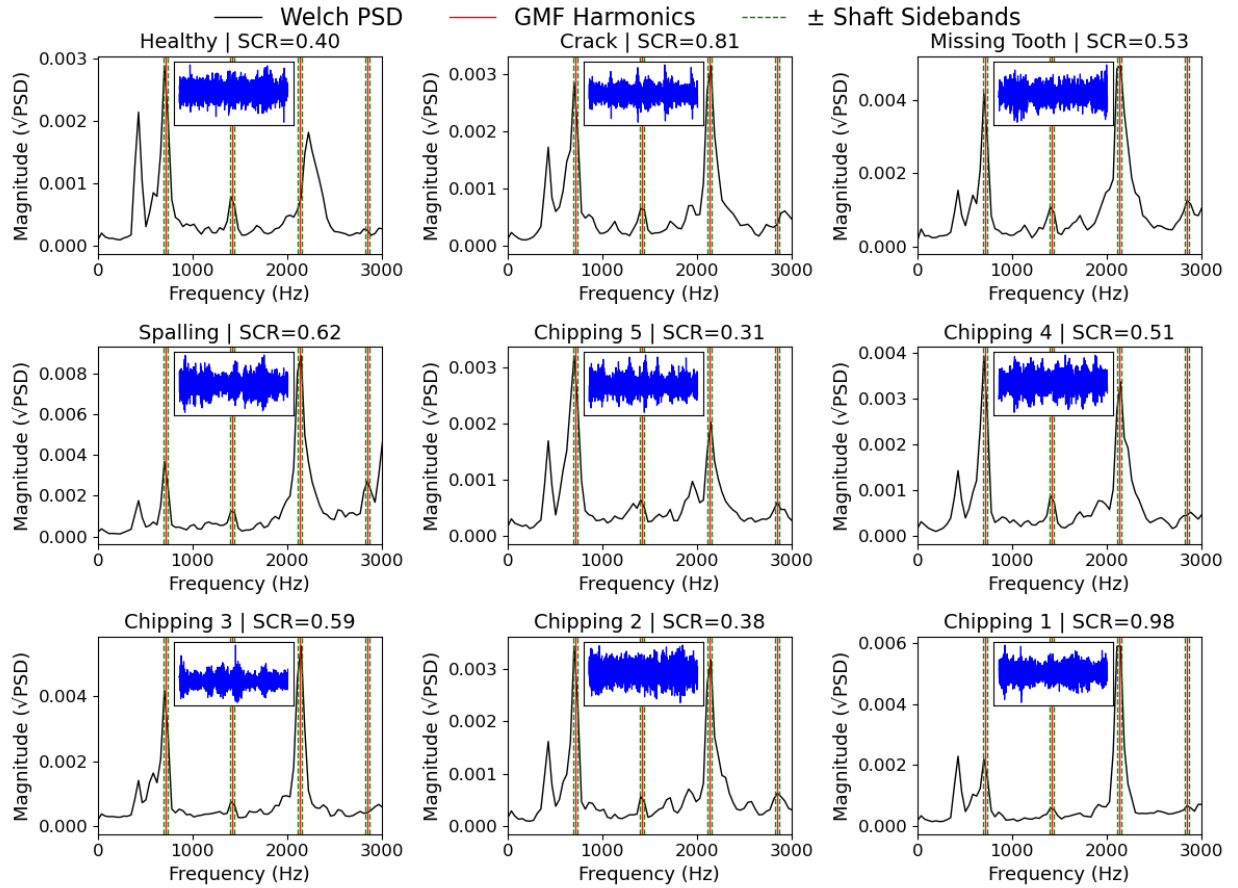 Welch PSD GMF Harmonics ± Shaft Sidebands
Healthy | SCR=0.40 Crack | SCR=0.81 Missing Tooth | SCR=0.53
Magnitude (√PSD) 0.003 0.002 0.001 0.000
0 1000 2000 3000
Frequency (Hz)
Magnitude (√PSD) 0.003 0.002 0.001 0.000
0 1000 2000 3000
Frequency (Hz)
Magnitude (√PSD) 0.004 0.002 0.000
0 1000 2000 3000
Frequency (Hz)
Spalling | SCR=0.62 Chipping 5 | SCR=0.31 Chipping 4 | SCR=0.51
Magnitude (√PSD) 0.008 0.006 0.004 0.002 0.000
0 1000 2000 3000
Frequency (Hz)
Magnitude (√PSD) 0.003 0.002 0.001 0.000
0 1000 2000 3000
Frequency (Hz)
Magnitude (√PSD) 0.004 0.003 0.002 0.001 0.000
0 1000 2000 3000
Frequency (Hz)
Chipping 3 | SCR=0.59 Chipping 2 | SCR=0.38 Chipping 1 | SCR=0.98
Magnitude (√PSD) 0.004 0.002 0.000
0 1000 2000 3000
Frequency (Hz)
Magnitude (√PSD) 0.003 0.002 0.001 0.000
0 1000 2000 3000
Frequency (Hz)
Magnitude (√PSD) 0.006 0.004 0.002 0.000
0 1000 2000 3000
Frequency (Hz)